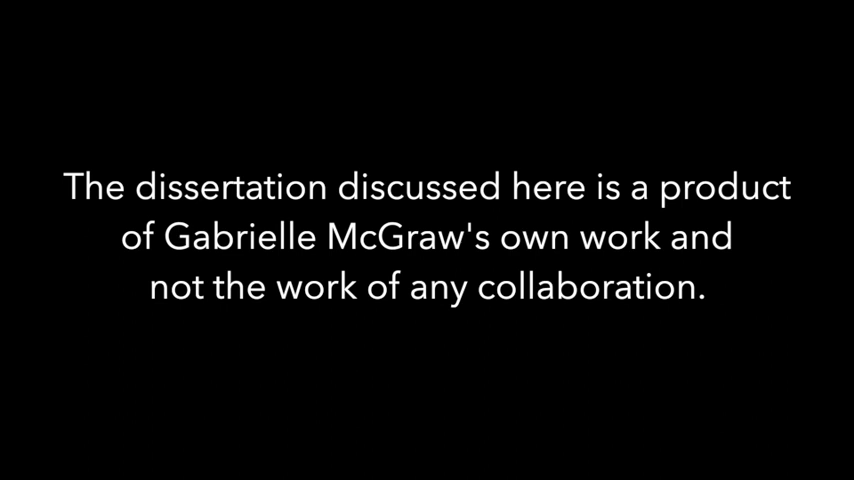 The dissertation discussed here is a product
of Gabrielle McGraw's own work and
not the work of any collaboration.